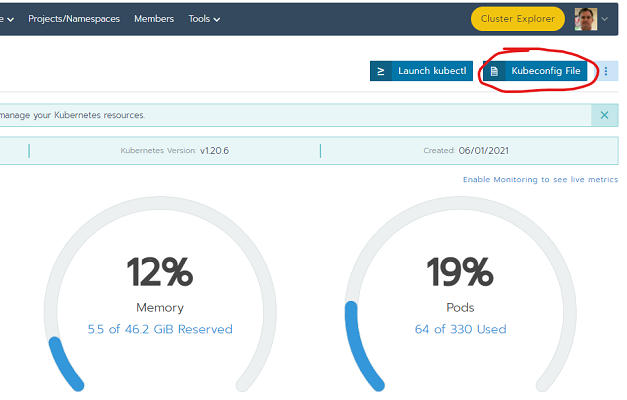 e Projects/Namespaces Members Tools Cluster Explorer
≥ Launch kubectl Kubeconfig File
manage your Kubernetes resources.
Kubernetes Version: v1.20.6 Created: 06/01/2021
Enable Monitoring to see live metrics
12% 19%
Memory Pods
5.5 of 46.2 GiB Reserved 64 of 330 Used